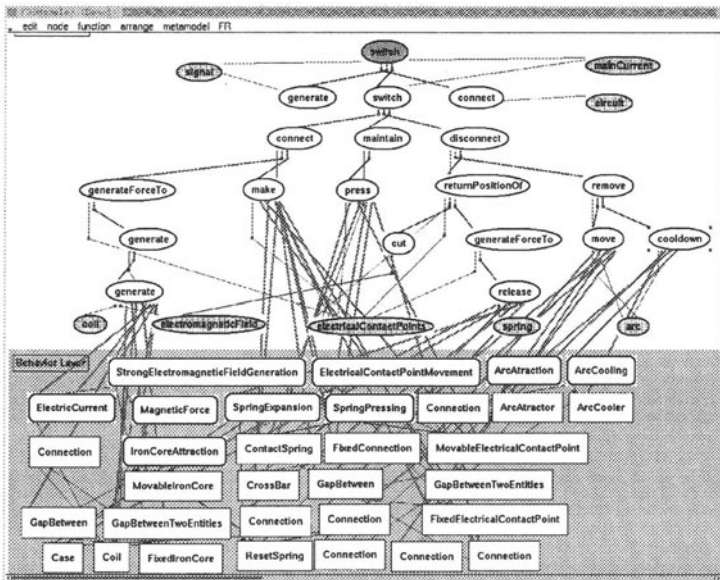 edit node function arrange metamodel FR
switch
signal
mainCurrent
generate switch connect
circuit
connect maintain disconnect
generateForceTo make press returnPositionOf remove
generate cut generateForceTo move cooldown
generate release
coil electromagneticField electricalContactPoints spring arc
Behavior Layer
StrongElectromagneticFieldGeneration ElectricalContactPointMovement ArcAtraction ArcCooling
ElectricCurrent MagneticForce SpringExpansion SpringPressing Connection ArcAtractor ArcCooler
Connection IronCoreAttraction ContactSpring FixedConnection MovableElectricalContactPoint
MovableIronCore CrossBar GapBetween GapBetweenTwoEntities
GapBetween GapBetweenTwoEntities Connection Connection FixedElectricalContactPoint
Case Coil FixedIronCore ResetSpring Connection Connection Connection